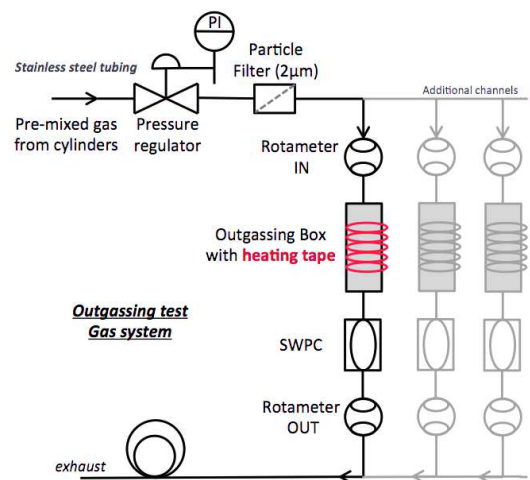 PI
Particle
Filter (2μm)
Stainless steel tubing
Additional channels
Pre-mixed gas
from cylinders
Pressure
regulator
Rotameter
IN
Outgassing Box
with heating tape
Outgassing test
Gas system
SWPC
Rotameter
OUT
exhaust